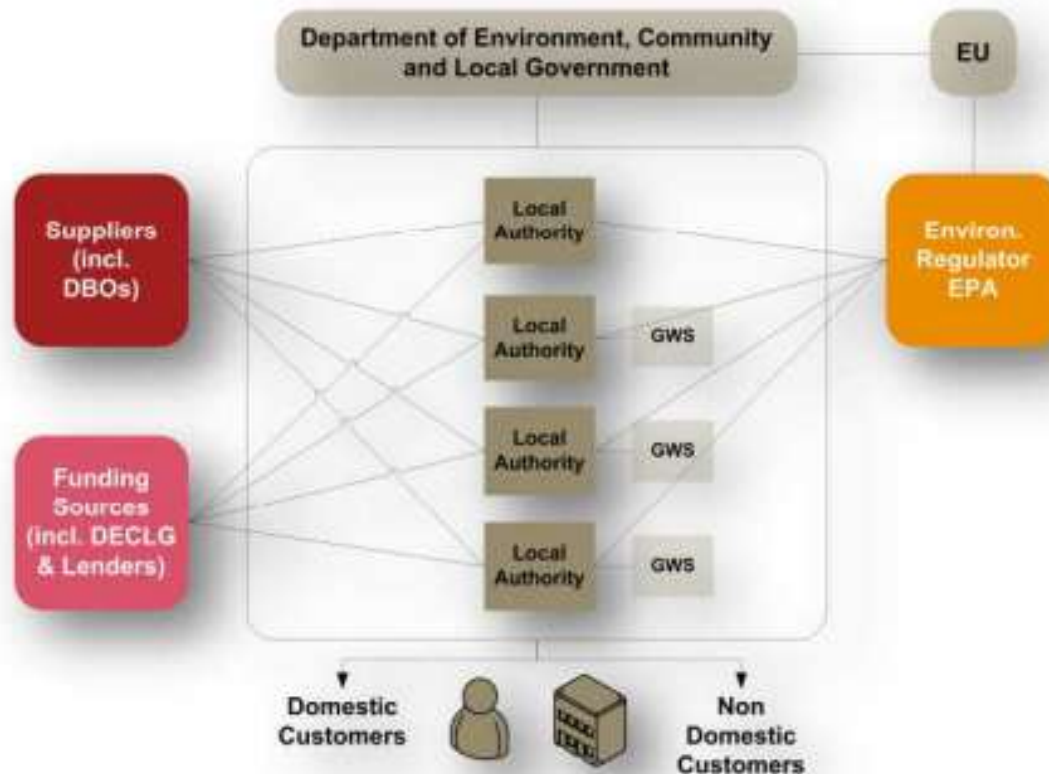 Department of Environment, Community
and Local Government
EU
Suppliers
(incl.
DBOs)
Local
Authority
Environ.
Regulator
EPA
Local
Authority
GWS
Local
Authority
GWS
Funding
Sources
(incl. DECLG
& Lenders)
Local
Authority
GWS
Domestic
Customers
Non
Domestic
Customers